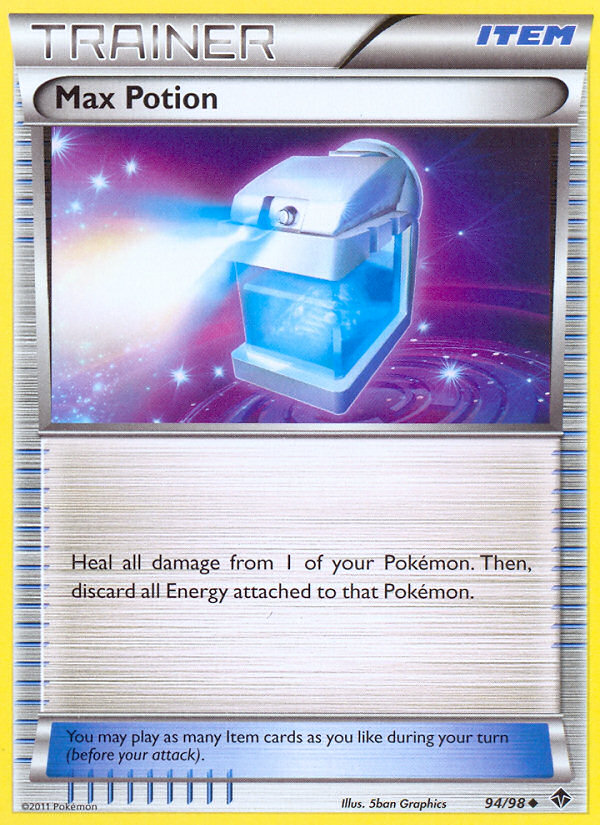 TRAINER
ITEM
Max Potion
Heal all damage from 1 of your Pokémon. Then,
discard all Energy attached to that Pokémon.
You may play as many Item cards as you like during your turn
(before your attack).
©2011 Pokémon
Illus. 5ban Graphics
94/98